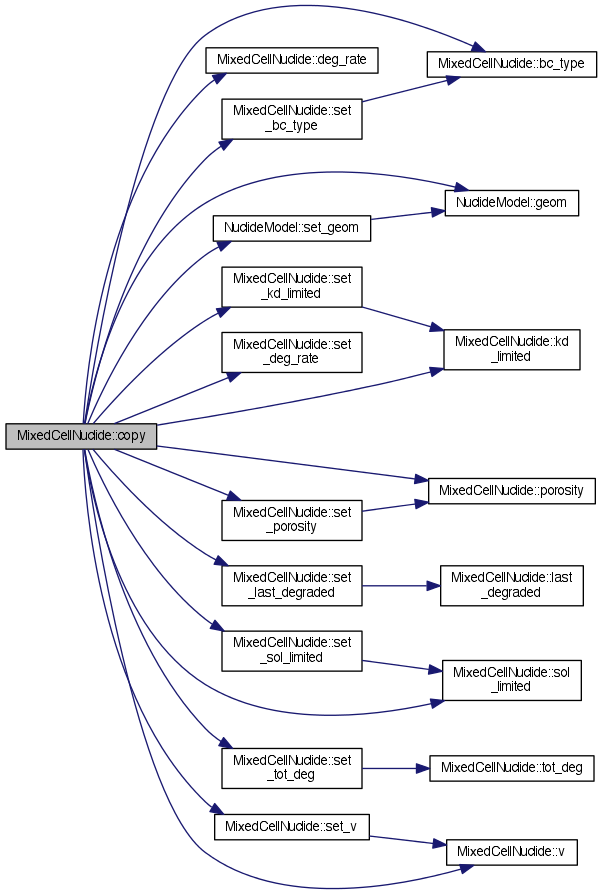 MixedCellNuclide::deg_rate
MixedCellNuclide::bc_type
MixedCellNuclide::set
_bc_type
NuclideModel::geom
NuclideModel::set_geom
MixedCellNuclide::set
_kd_limited
MixedCellNuclide::set
_deg_rate
MixedCellNuclide::kd
_limited
MixedCellNuclide::copy
MixedCellNuclide::porosity
MixedCellNuclide::set
_porosity
MixedCellNuclide::set
_last_degraded
MixedCellNuclide::last
_degraded
MixedCellNuclide::set
_sol_limited
MixedCellNuclide::sol
_limited
MixedCellNuclide::set
_tot_deg
MixedCellNuclide::tot_deg
MixedCellNuclide::set_v
MixedCellNuclide::v